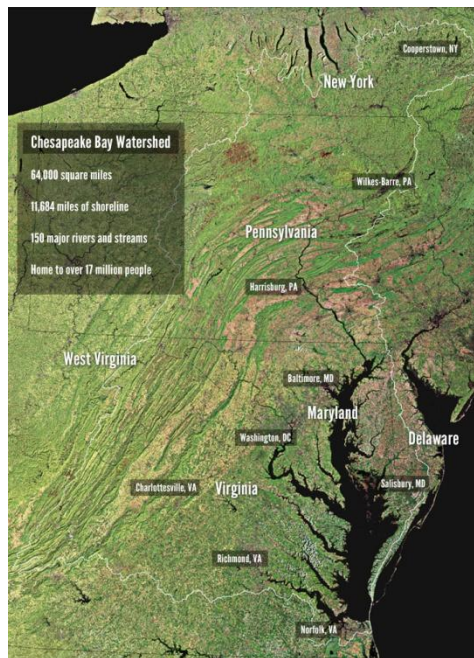 Cooperstown, NY
New York
Chesapeake Bay Watershed
64,000 square miles
11,684 miles of shoreline
150 major rivers and streams
Home to over 17 million people
Wilkes-Barre, PA
Pennsylvania
Harrisburg, PA
West Virginia
Baltimore, MD
Maryland
Delaware
Washington, DC
Charlottesville, VA
Virginia
Salisbury, MD
Richmond, VA
Norfolk, VA